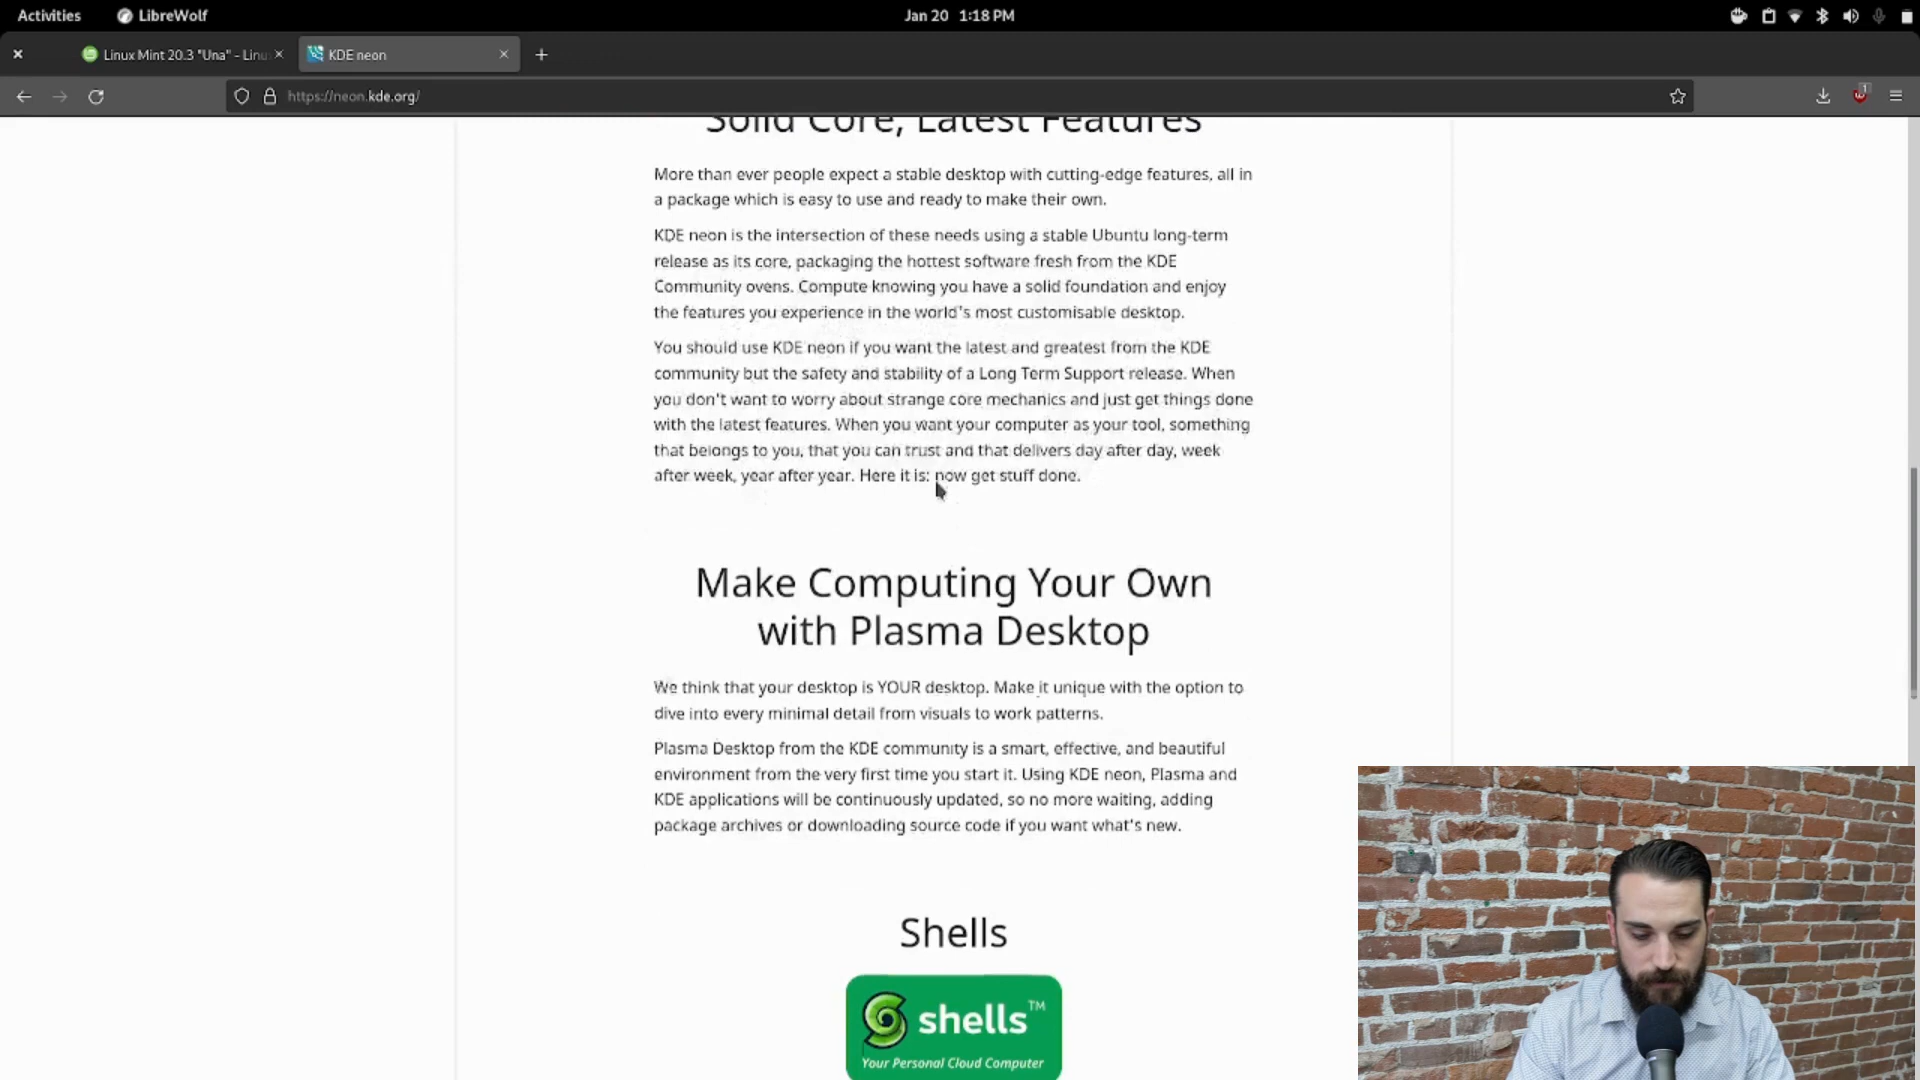 Activities
LibreWolf
Jan 20 1:18 PM
Linux Mint 20.3 "Una" - Linu
KDE neon
https://neon.kde.org/
1
Solid Core, Latest Features
More than ever people expect a stable desktop with cutting-edge features, all in
a package which is easy to use and ready to make their own.
KDE neon is the intersection of these needs using a stable Ubuntu long-term
release as its core, packaging the hottest software fresh from the KDE
Community ovens. Compute knowing you have a solid foundation and enjoy
the features you experience in the world's most customisable desktop.
You should use KDE neon if you want the latest and greatest from the KDE
community but the safety and stability of a Long Term Support release. When
you don't want to worry about strange core mechanics and just get things done
with the latest features. When you want your computer as your tool, something
that belongs to you, that you can trust and that delivers day after day, week
after week, year after year. Here it is: now get stuff done.
Make Computing Your Own
with Plasma Desktop
We think that your desktop is YOUR desktop. Make it unique with the option to
dive into every minimal detail from visuals to work patterns.
Plasma Desktop from the KDE community is a smart, effective, and beautiful
environment from the very first time you start it. Using KDE neon, Plasma and
KDE applications will be continuously updated, so no more waiting, adding
package archives or downloading source code if you want what's new.
Shells
shells™
Your Personal Cloud Computer